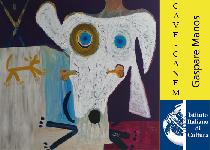 CAVE - CANEM
Gaspare Manos
Istituto
Italiano
di
Cultura